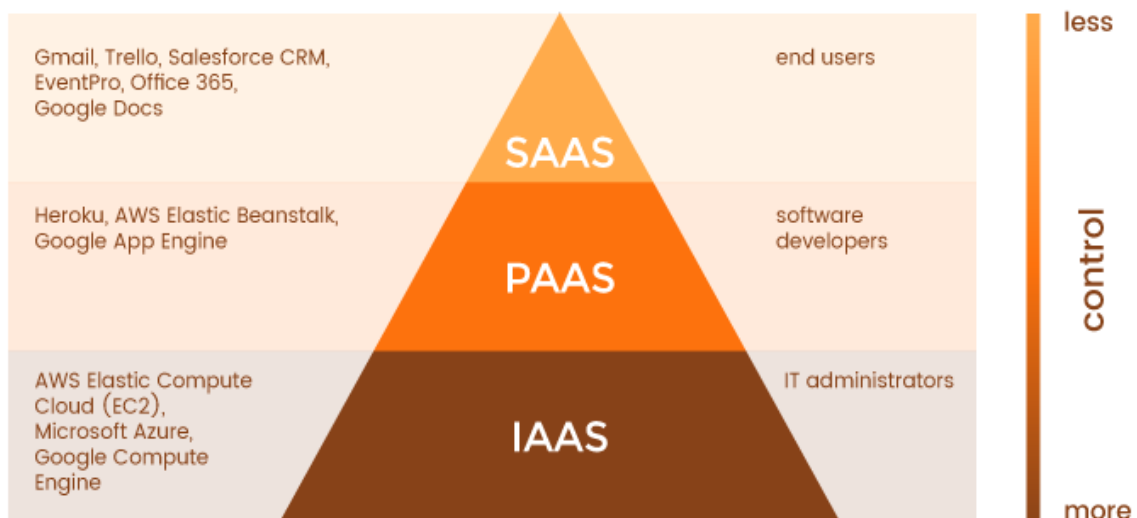 Gmail, Trello, Salesforce CRM,
EventPro, Office 365,
Google Docs
SAAS
end users
Heroku, AWS Elastic Beanstalk,
Google App Engine
PAAS
software
developers
AWS Elastic Compute
Cloud (EC2),
Microsoft Azure,
Google Compute
Engine
IAAS
IT administrators
less
control
more